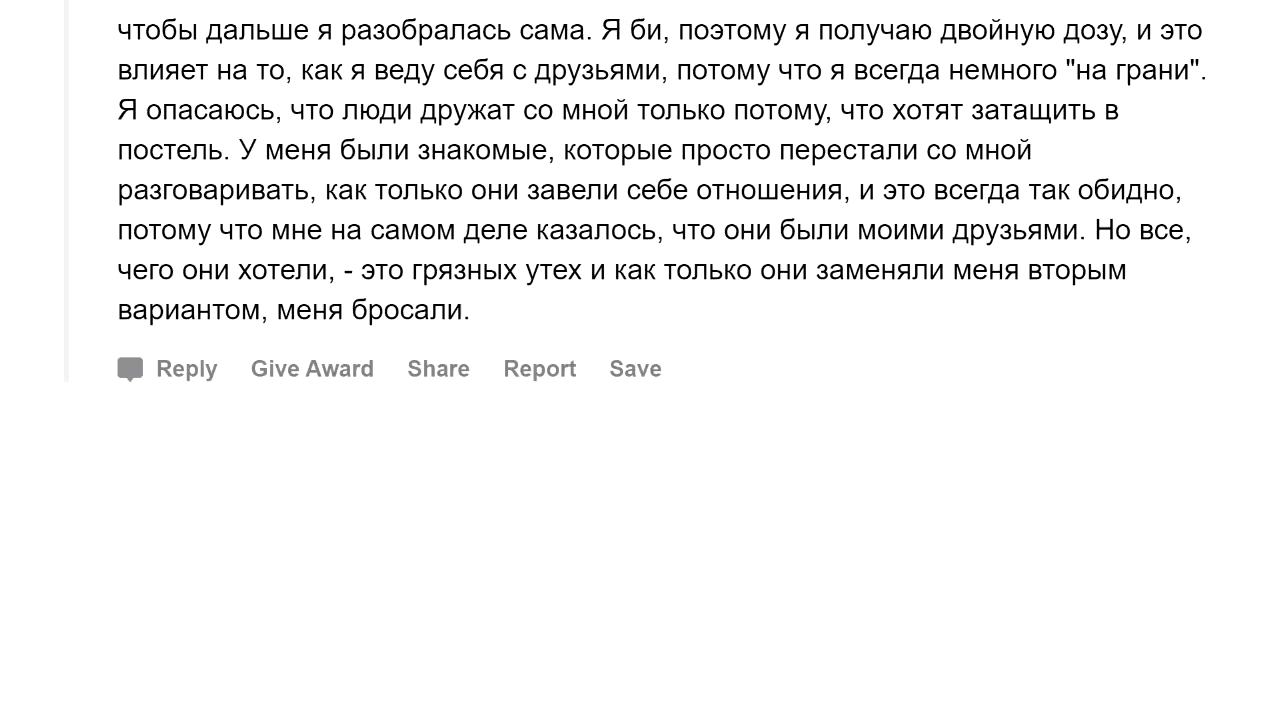 чтобы дальше я разобралась сама. Я би, поэтому я получаю двойную дозу, и это
влияет на то, как я веду себя с друзьями, потому что я всегда немного "на грани".
Я опасаюсь, что люди дружат со мной только потому, что хотят затащить в
постель. У меня были знакомые, которые просто перестали со мной
разговаривать, как только они завели себе отношения, и это всегда так обидно,
потому что мне на самом деле казалось, что они были моими друзьями. Но все,
чего они хотели, - это грязных утех и как только они заменяли меня вторым
вариантом, меня бросали.
Reply Give Award Share Report Save